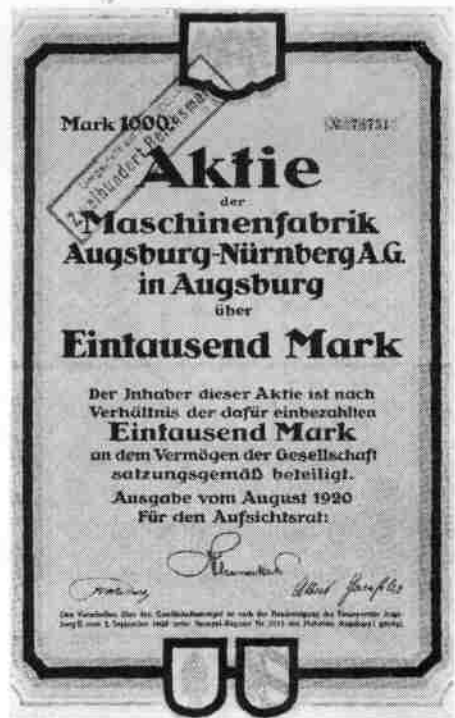 Mark 1000.
Zweihundert Reichsmark
Aktie
der
Maschinenfabrik
Augsburg-Nürnberg A.G.
in Augsburg
über
Eintausend Mark
Der Inhaber dieser Aktie ist nach
Verhältnis der dafür einbezahlten
Eintausend Mark
an dem Vermögen der Gesellschaft
satzungsgemäß beteiligt.
Ausgabe vom August 1920
Für den Aufsichtsrat: